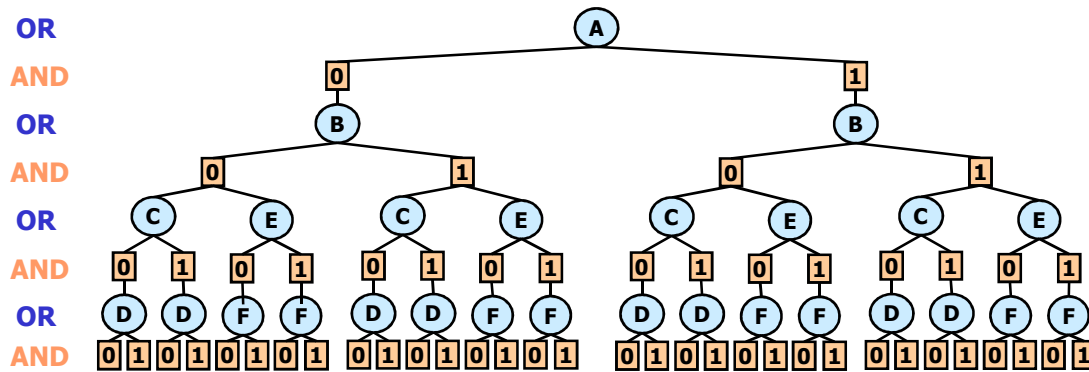 OR A
AND 0 1
OR B B
AND 0 1 0 1
OR C E C E C E C E
AND 0 1 0 1 0 1 0 1 0 1 0 1 0 1 0 1
OR D D F F D D F F D D F F D D F F
AND 0 1 0 1 0 1 0 1 0 1 0 1 0 1 0 1 0 1 0 1 0 1 0 1 0 1 0 1 0 1 0 1